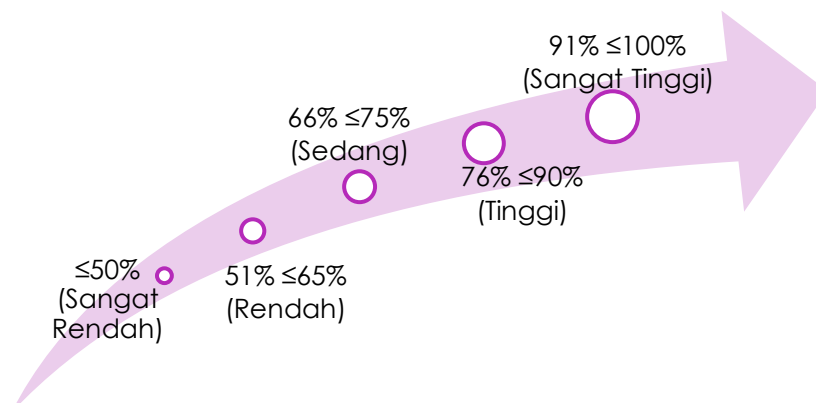 ≤50%
(Sangat
Rendah)
51% ≤65%
(Rendah)
66% ≤75%
(Sedang)
76% ≤90%
(Tinggi)
91% ≤100%
(Sangat Tinggi)